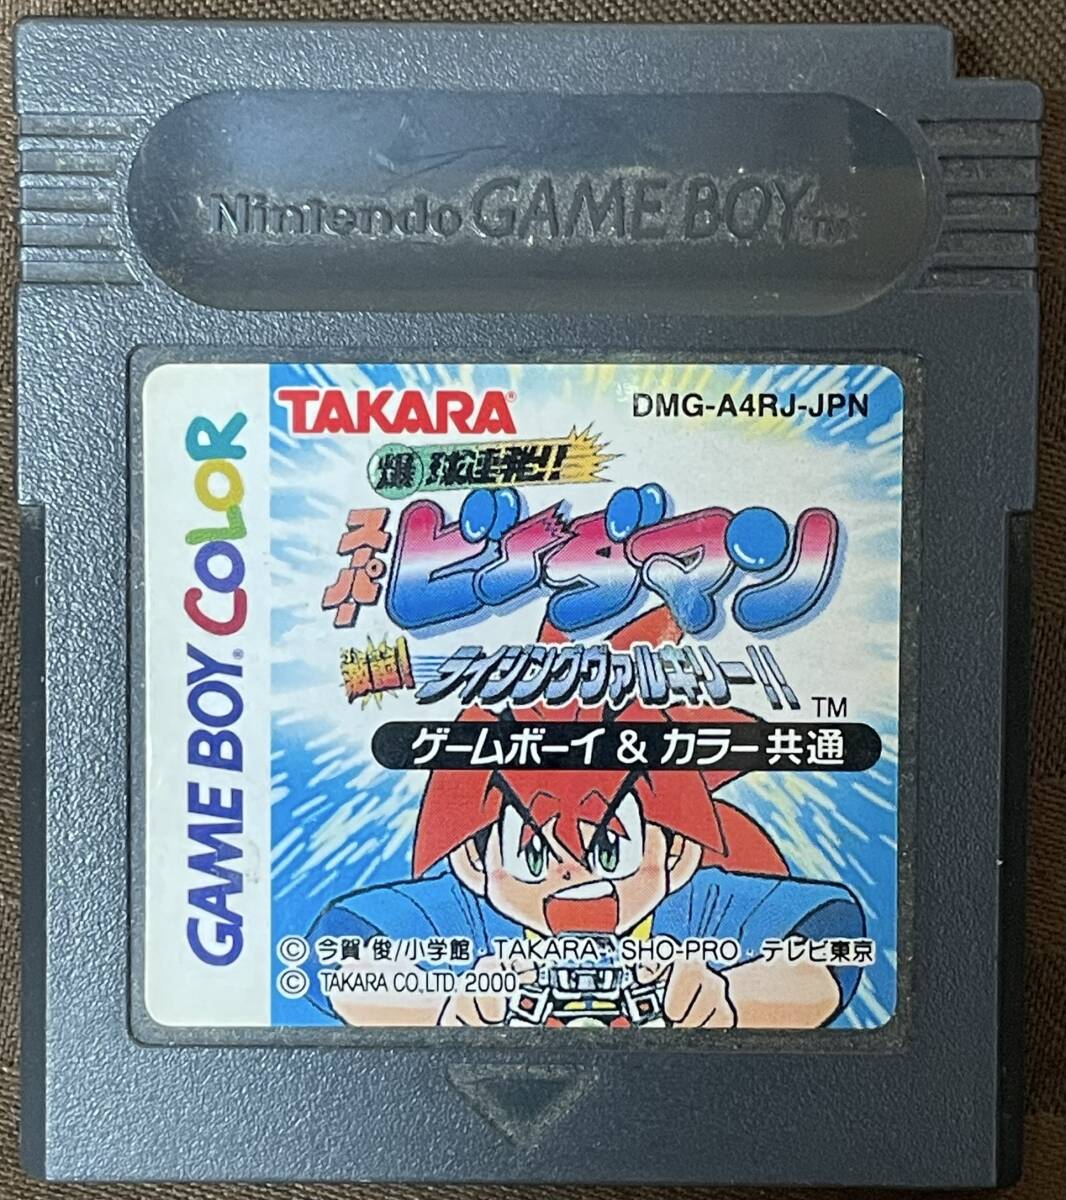 Nintendo GAME BOY™
GAME BOY COLOR
TAKARA®
DMG-A4RJ-JPN
爆球連発!!
スーパー
ビーダマン
撃誕!
ライジングヴァルキリー!!
TM
ゲームボーイ & カラー共通
© 今賀 俊/小学館・TAKARA・SHO-PRO・テレビ東京
© TAKARA CO.,LTD. 2000